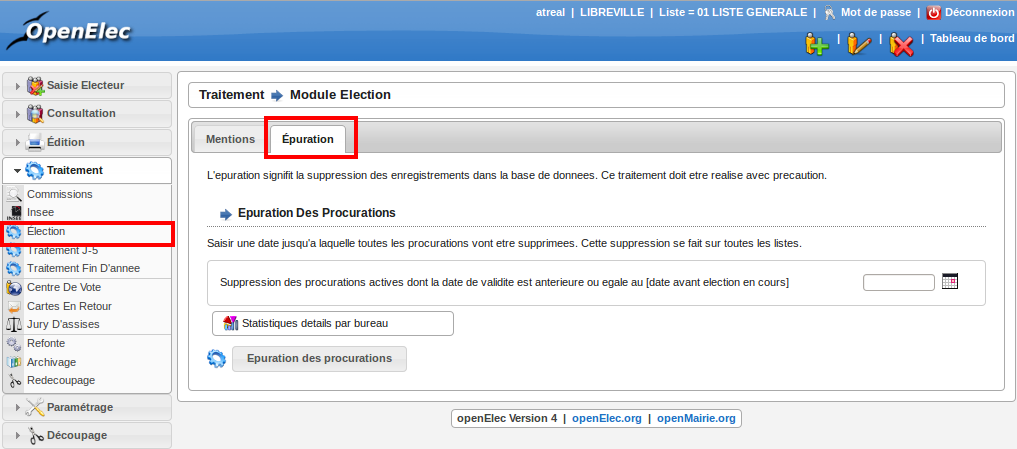 OpenElec
atreal | LIBREVILLE | Liste = 01 LISTE GENERALE | Mot de passe | Déconnexion
| | | Tableau de bord
Saisie Electeur
Consultation
Édition
Traitement
Commissions
Insee
Élection
Traitement J-5
Traitement Fin D'annee
Centre De Vote
Cartes En Retour
Jury D'assises
Refonte
Archivage
Redecoupage
Paramétrage
Découpage
Traitement Module Election
Mentions Épuration
L'epuration signifit la suppression des enregistrements dans la base de donnees. Ce traitement doit etre realise avec precaution.
Epuration Des Procurations
Saisir une date jusqu'a laquelle toutes les procurations vont etre supprimees. Cette suppression se fait sur toutes les listes.
Suppression des procurations actives dont la date de validite est anterieure ou egale au [date avant election en cours]
Statistiques details par bureau
Epuration des procurations
openElec Version 4 | openElec.org | openMairie.org